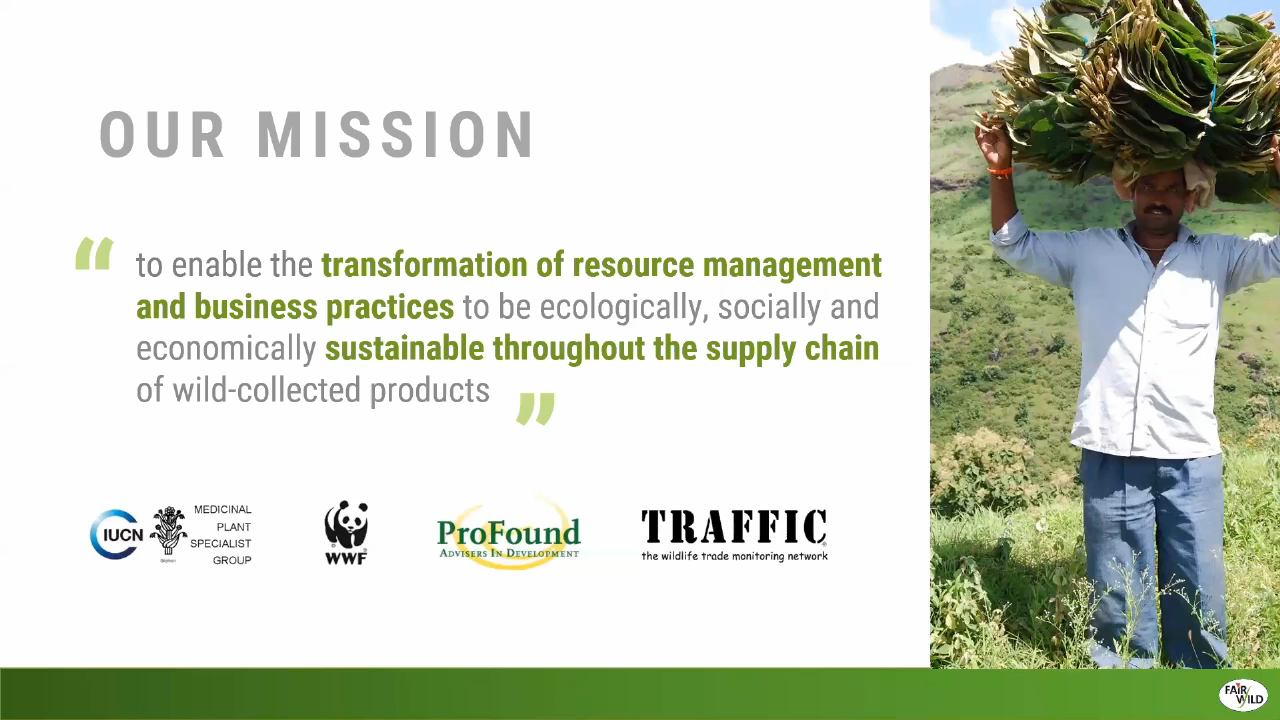 OUR MISSION
“
to enable the transformation of resource management
and business practices to be ecologically, socially and
economically sustainable throughout the supply chain
of wild-collected products
”
IUCN
MEDICINAL
PLANT
SPECIALIST
GROUP
WWF
ProFound
ADVISERS IN DEVELOPMENT
TRAFFIC
the wildlife trade monitoring network
FAIR
WILD